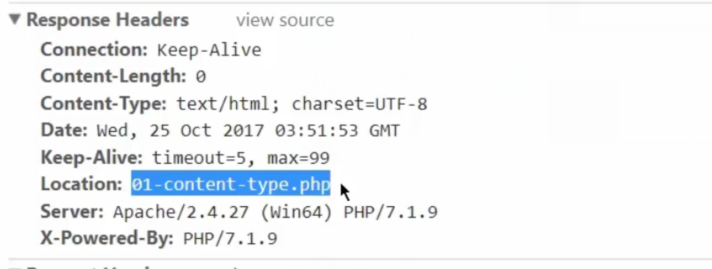 ▼ Response Headers view source
Connection: Keep-Alive
Content-Length: 0
Content-Type: text/html; charset=UTF-8
Date: Wed, 25 Oct 2017 03:51:53 GMT
Keep-Alive: timeout=5, max=99
Location: 01-content-type.php
Server: Apache/2.4.27 (Win64) PHP/7.1.9
X-Powered-By: PHP/7.1.9